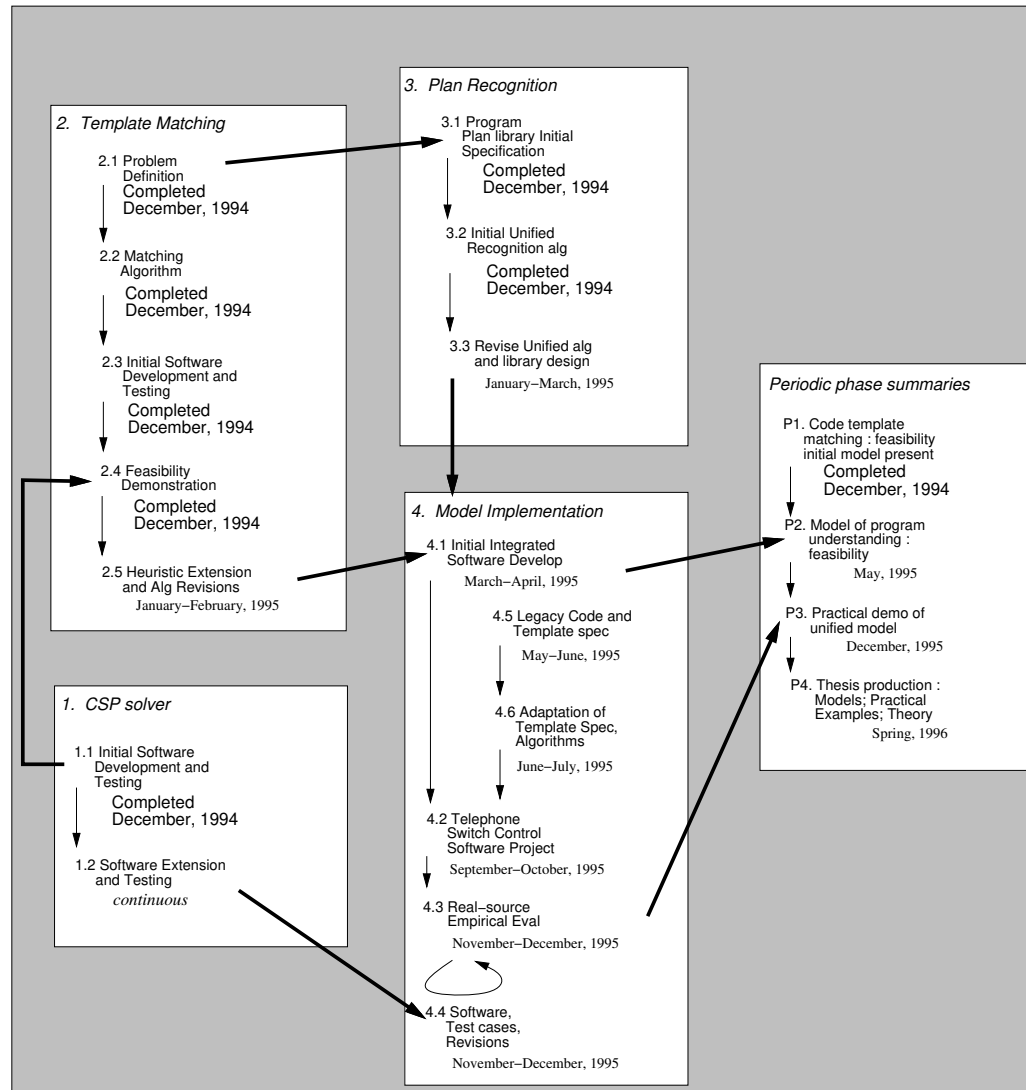 2. Template Matching
2.1 Problem
Definition
Completed
December, 1994
2.2 Matching
Algorithm
Completed
December, 1994
2.3 Initial Software
Development and
Testing
Completed
December, 1994
2.4 Feasibility
Demonstration
Completed
December, 1994
2.5 Heuristic Extension
and Alg Revisions
January−February, 1995
1. CSP solver
1.1 Initial Software
Development and
Testing
Completed
December, 1994
1.2 Software Extension
and Testing
continuous
3. Plan Recognition
3.1 Program
Plan library Initial
Specification
Completed
December, 1994
3.2 Initial Unified
Recognition alg
Completed
December, 1994
3.3 Revise Unified alg
and library design
January−March, 1995
4. Model Implementation
4.1 Initial Integrated
Software Develop
March−April, 1995
4.5 Legacy Code and
Template spec
May−June, 1995
4.6 Adaptation of
Template Spec,
Algorithms
June−July, 1995
4.2 Telephone
Switch Control
Software Project
September−October, 1995
4.3 Real−source
Empirical Eval
November−December, 1995
4.4 Software,
Test cases,
Revisions
November−December, 1995
Periodic phase summaries
P1. Code template
matching : feasibility
initial model present
Completed
December, 1994
P2. Model of program
understanding :
feasibility
May, 1995
P3. Practical demo of
unified model
December, 1995
P4. Thesis production :
Models; Practical
Examples; Theory
Spring, 1996